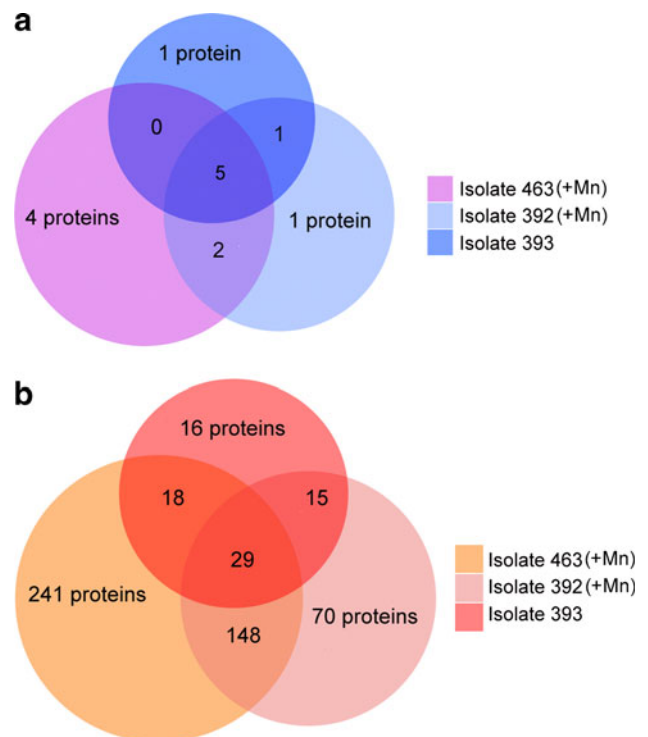 a
1 protein
0
1
5
4 proteins
1 protein
2
Isolate 463(+Mn)
Isolate 392(+Mn)
Isolate 393
b
16 proteins
18
15
29
241 proteins
70 proteins
148
Isolate 463(+Mn)
Isolate 392(+Mn)
Isolate 393